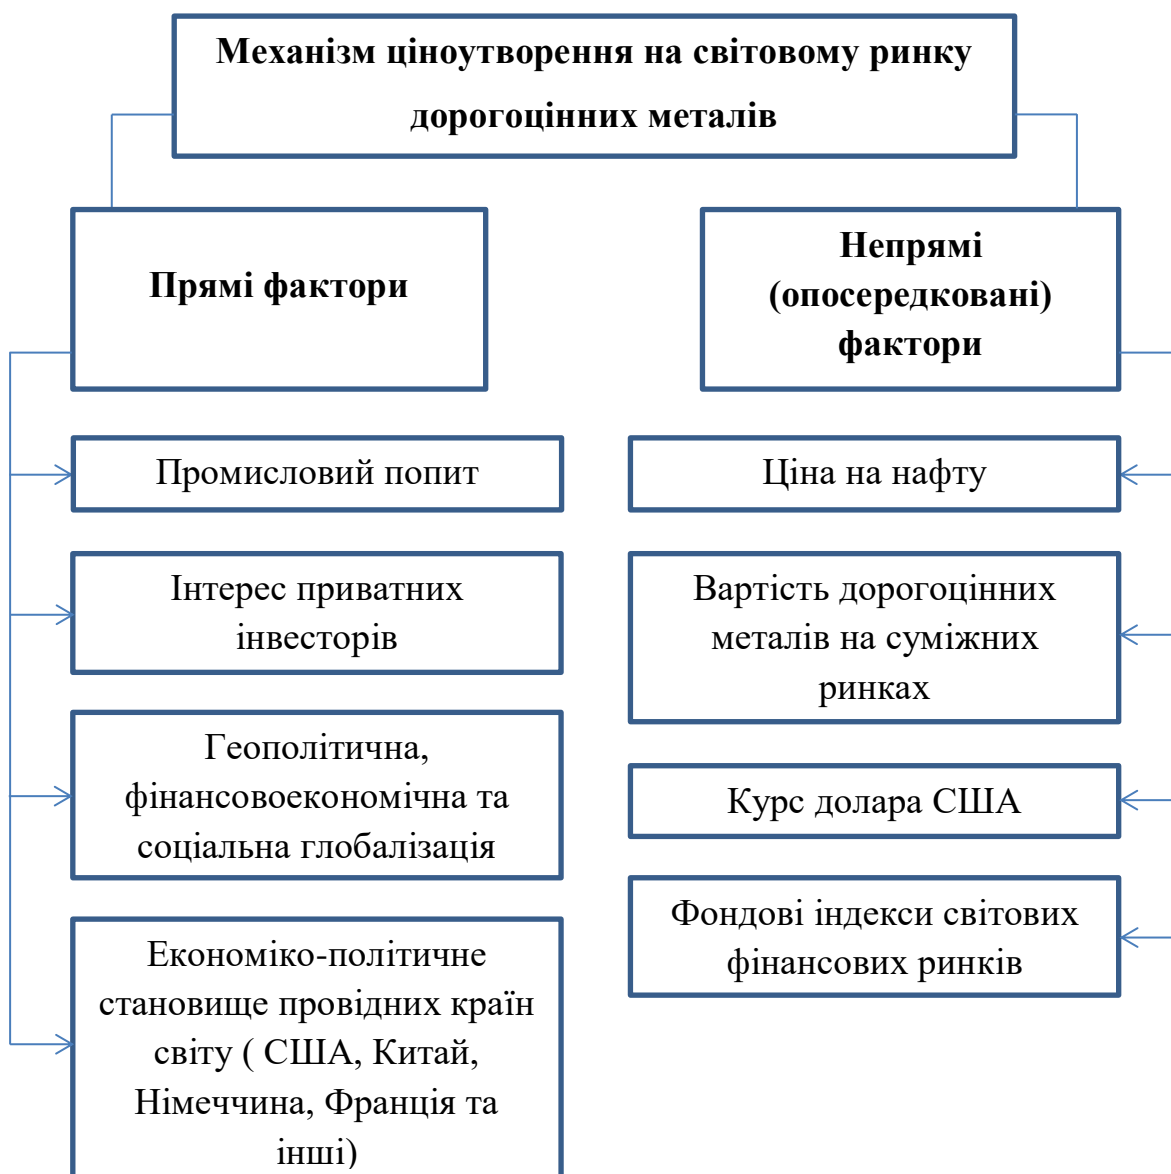 Механізм ціноутворення на світовому ринку
дорогоцінних металів
Прямі фактори
Непрямі
(опосередковані)
фактори
Промисловий попит
Інтерес приватних
інвесторів
Геополітична,
фінансовоекономічна та
соціальна глобалізація
Економіко-політичне
становище провідних країн
світу ( США, Китай,
Німеччина, Франція та
інші)
Ціна на нафту
Вартість дорогоцінних
металів на суміжних
ринках
Курс долара США
Фондові індекси світових
фінансових ринків